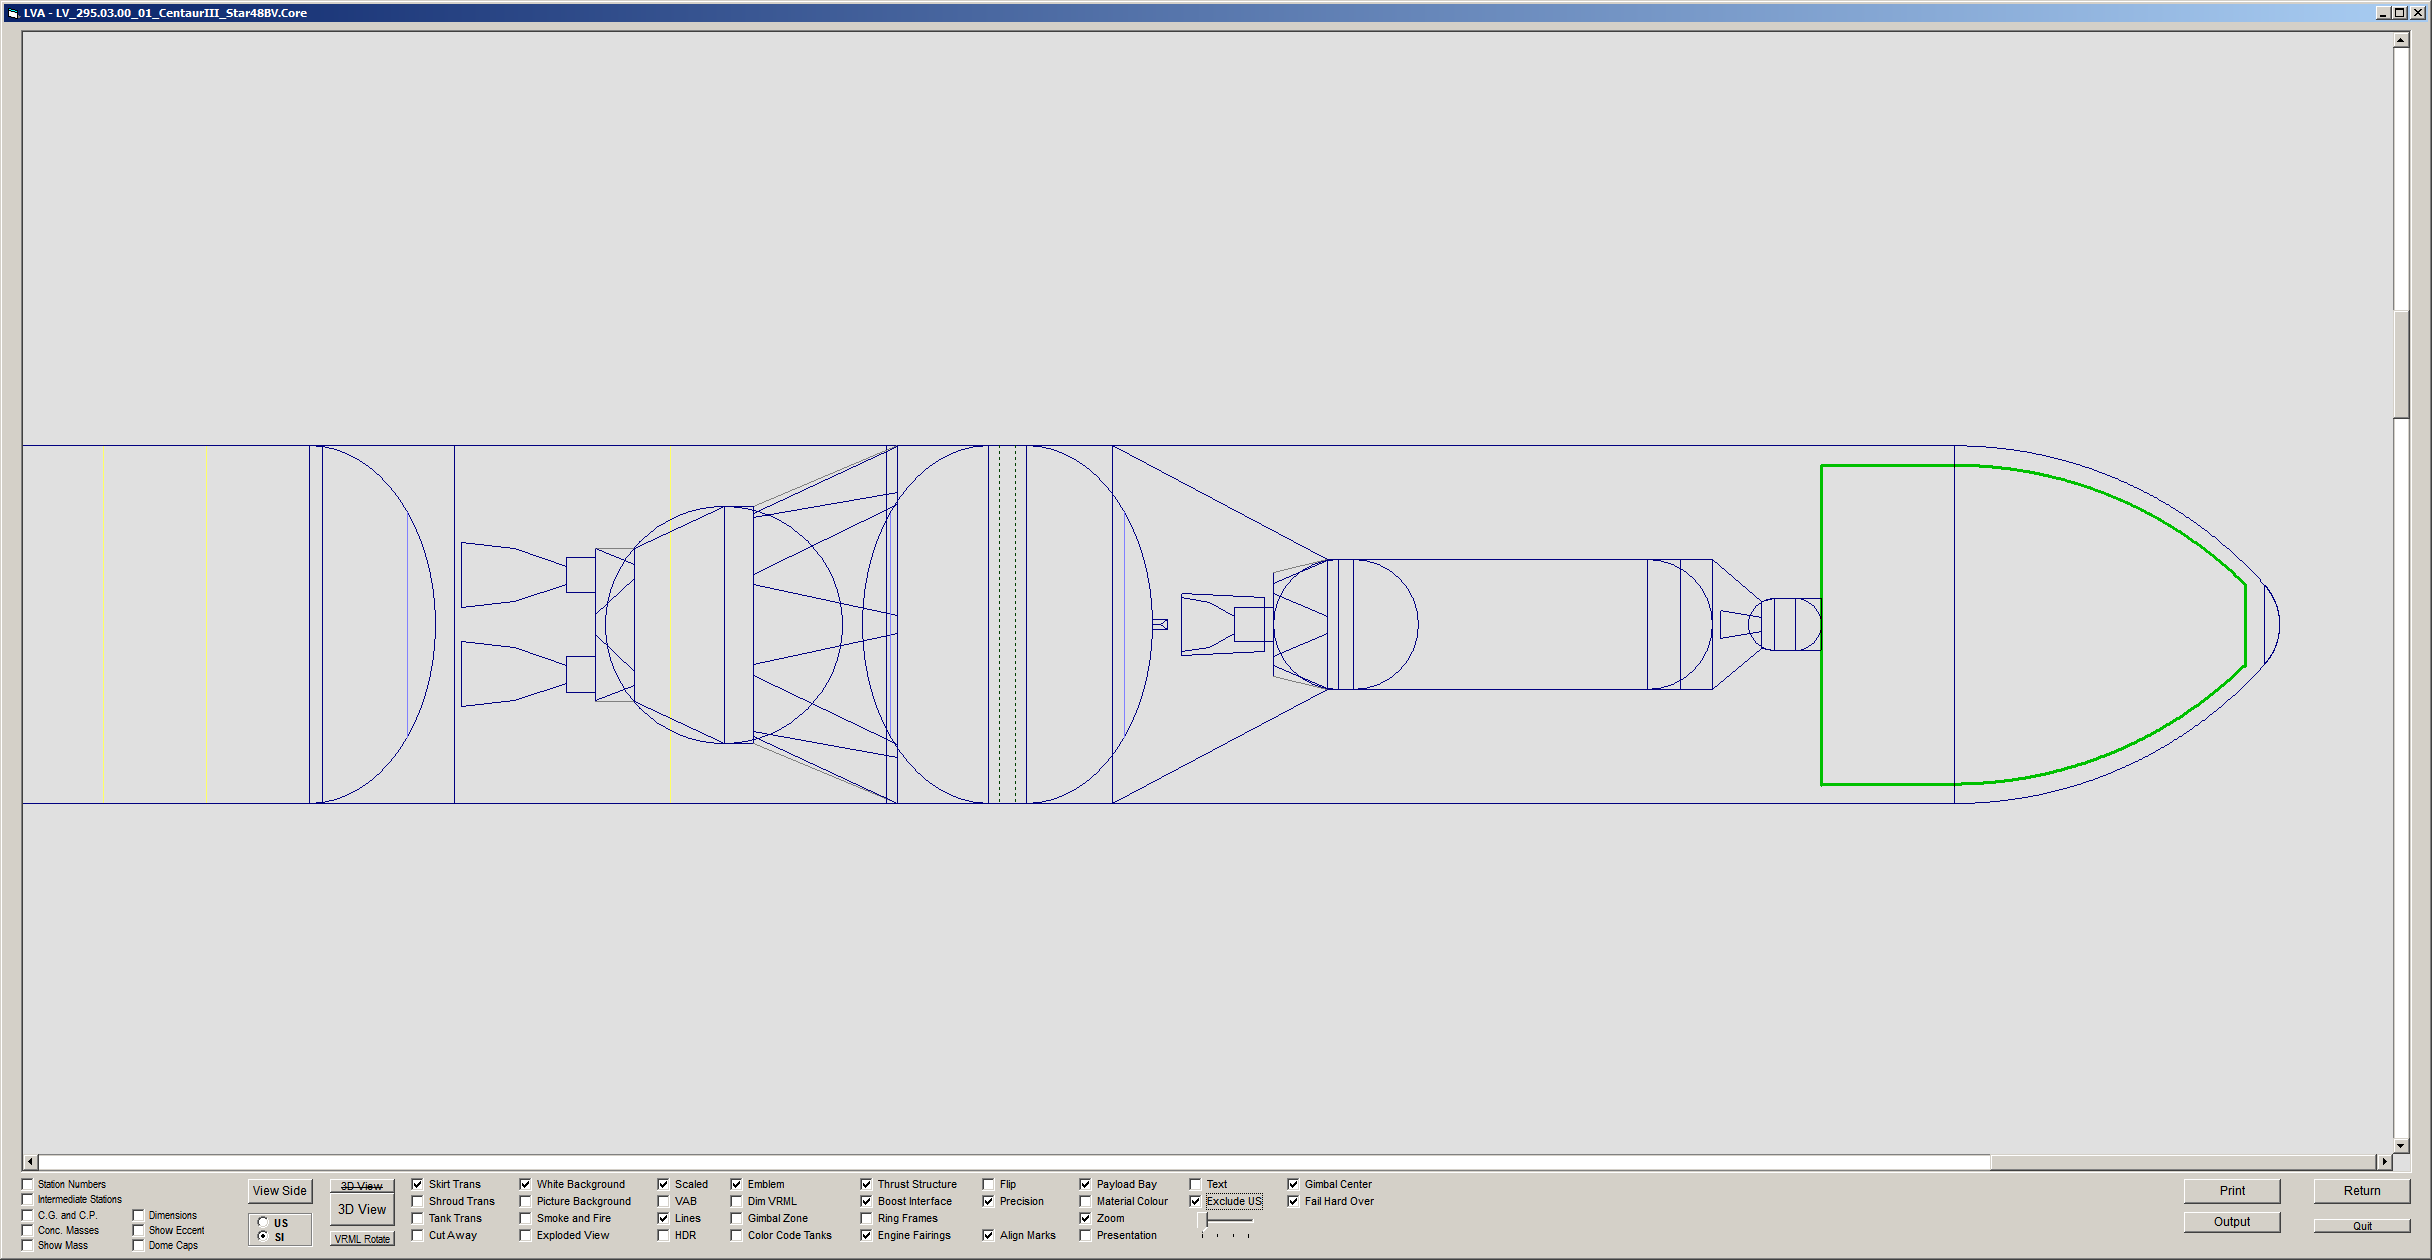 LVA - LV_295.03.00_01_CentaurIII_Star48BV.Core
Station Numbers
Intermediate Stations
C.G. and C.P.
Conc. Masses
Show Mass
Dimensions
Show Eccent
Dome Caps
View Side
US
SI
3D View
3D View
VRML Rotate
Skirt Trans
Shroud Trans
Tank Trans
Cut Away
White Background
Picture Background
Smoke and Fire
Exploded View
Scaled
VAB
Lines
HDR
Emblem
Dim VRML
Gimbal Zone
Color Code Tanks
Thrust Structure
Boost Interface
Ring Frames
Engine Fairings
Flip
Precision
Align Marks
Payload Bay
Material Colour
Zoom
Presentation
Text
Exclude US
Gimbal Center
Fail Hard Over
Print
Output
Return
Quit